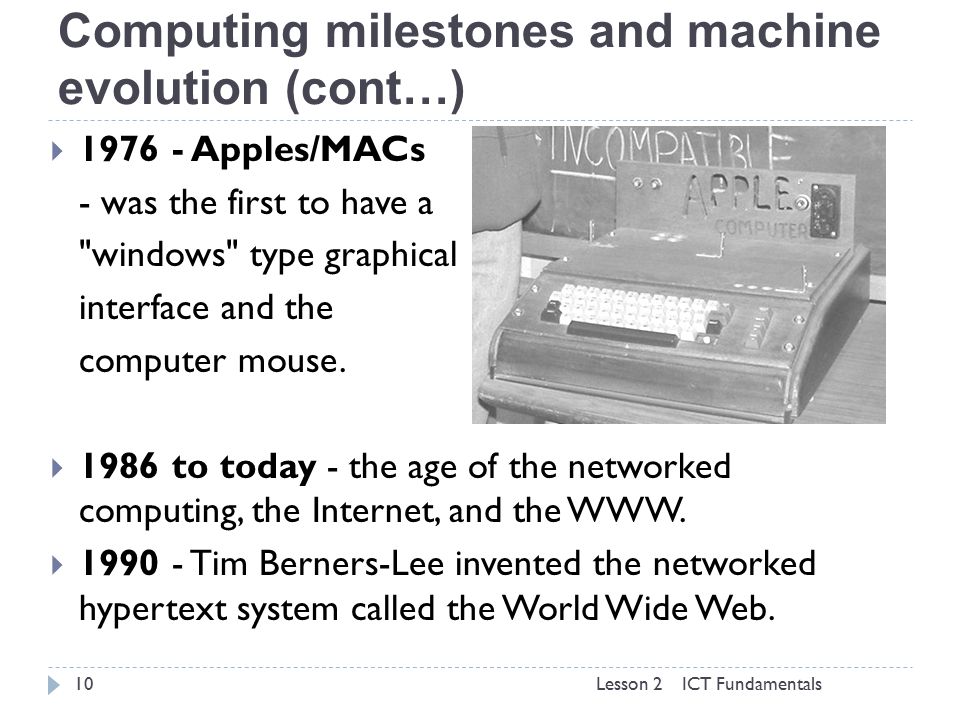 Computing milestones and machine
evolution (cont…)
1976 - Apples/MACs
- was the first to have a
"windows" type graphical
interface and the
computer mouse.
INCOMPATIBLE
APPLE
COMPUTER
1986 to today - the age of the networked
computing, the Internet, and the WWW.
1990 - Tim Berners-Lee invented the networked
hypertext system called the World Wide Web.
10 Lesson 2 ICT Fundamentals